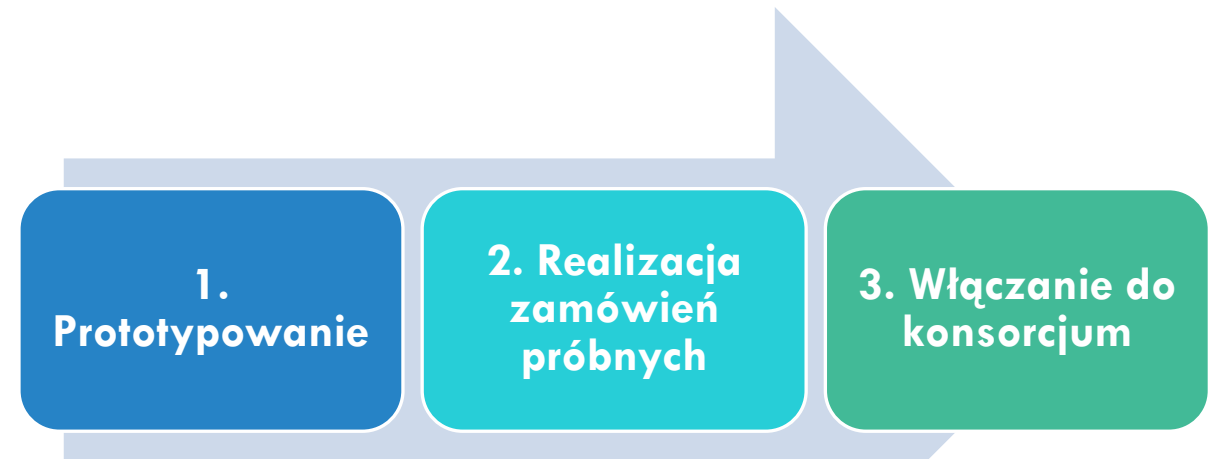 1.
Prototypowanie
2. Realizacja
zamówień
próbnych
3. Włączanie do
konsorcjum